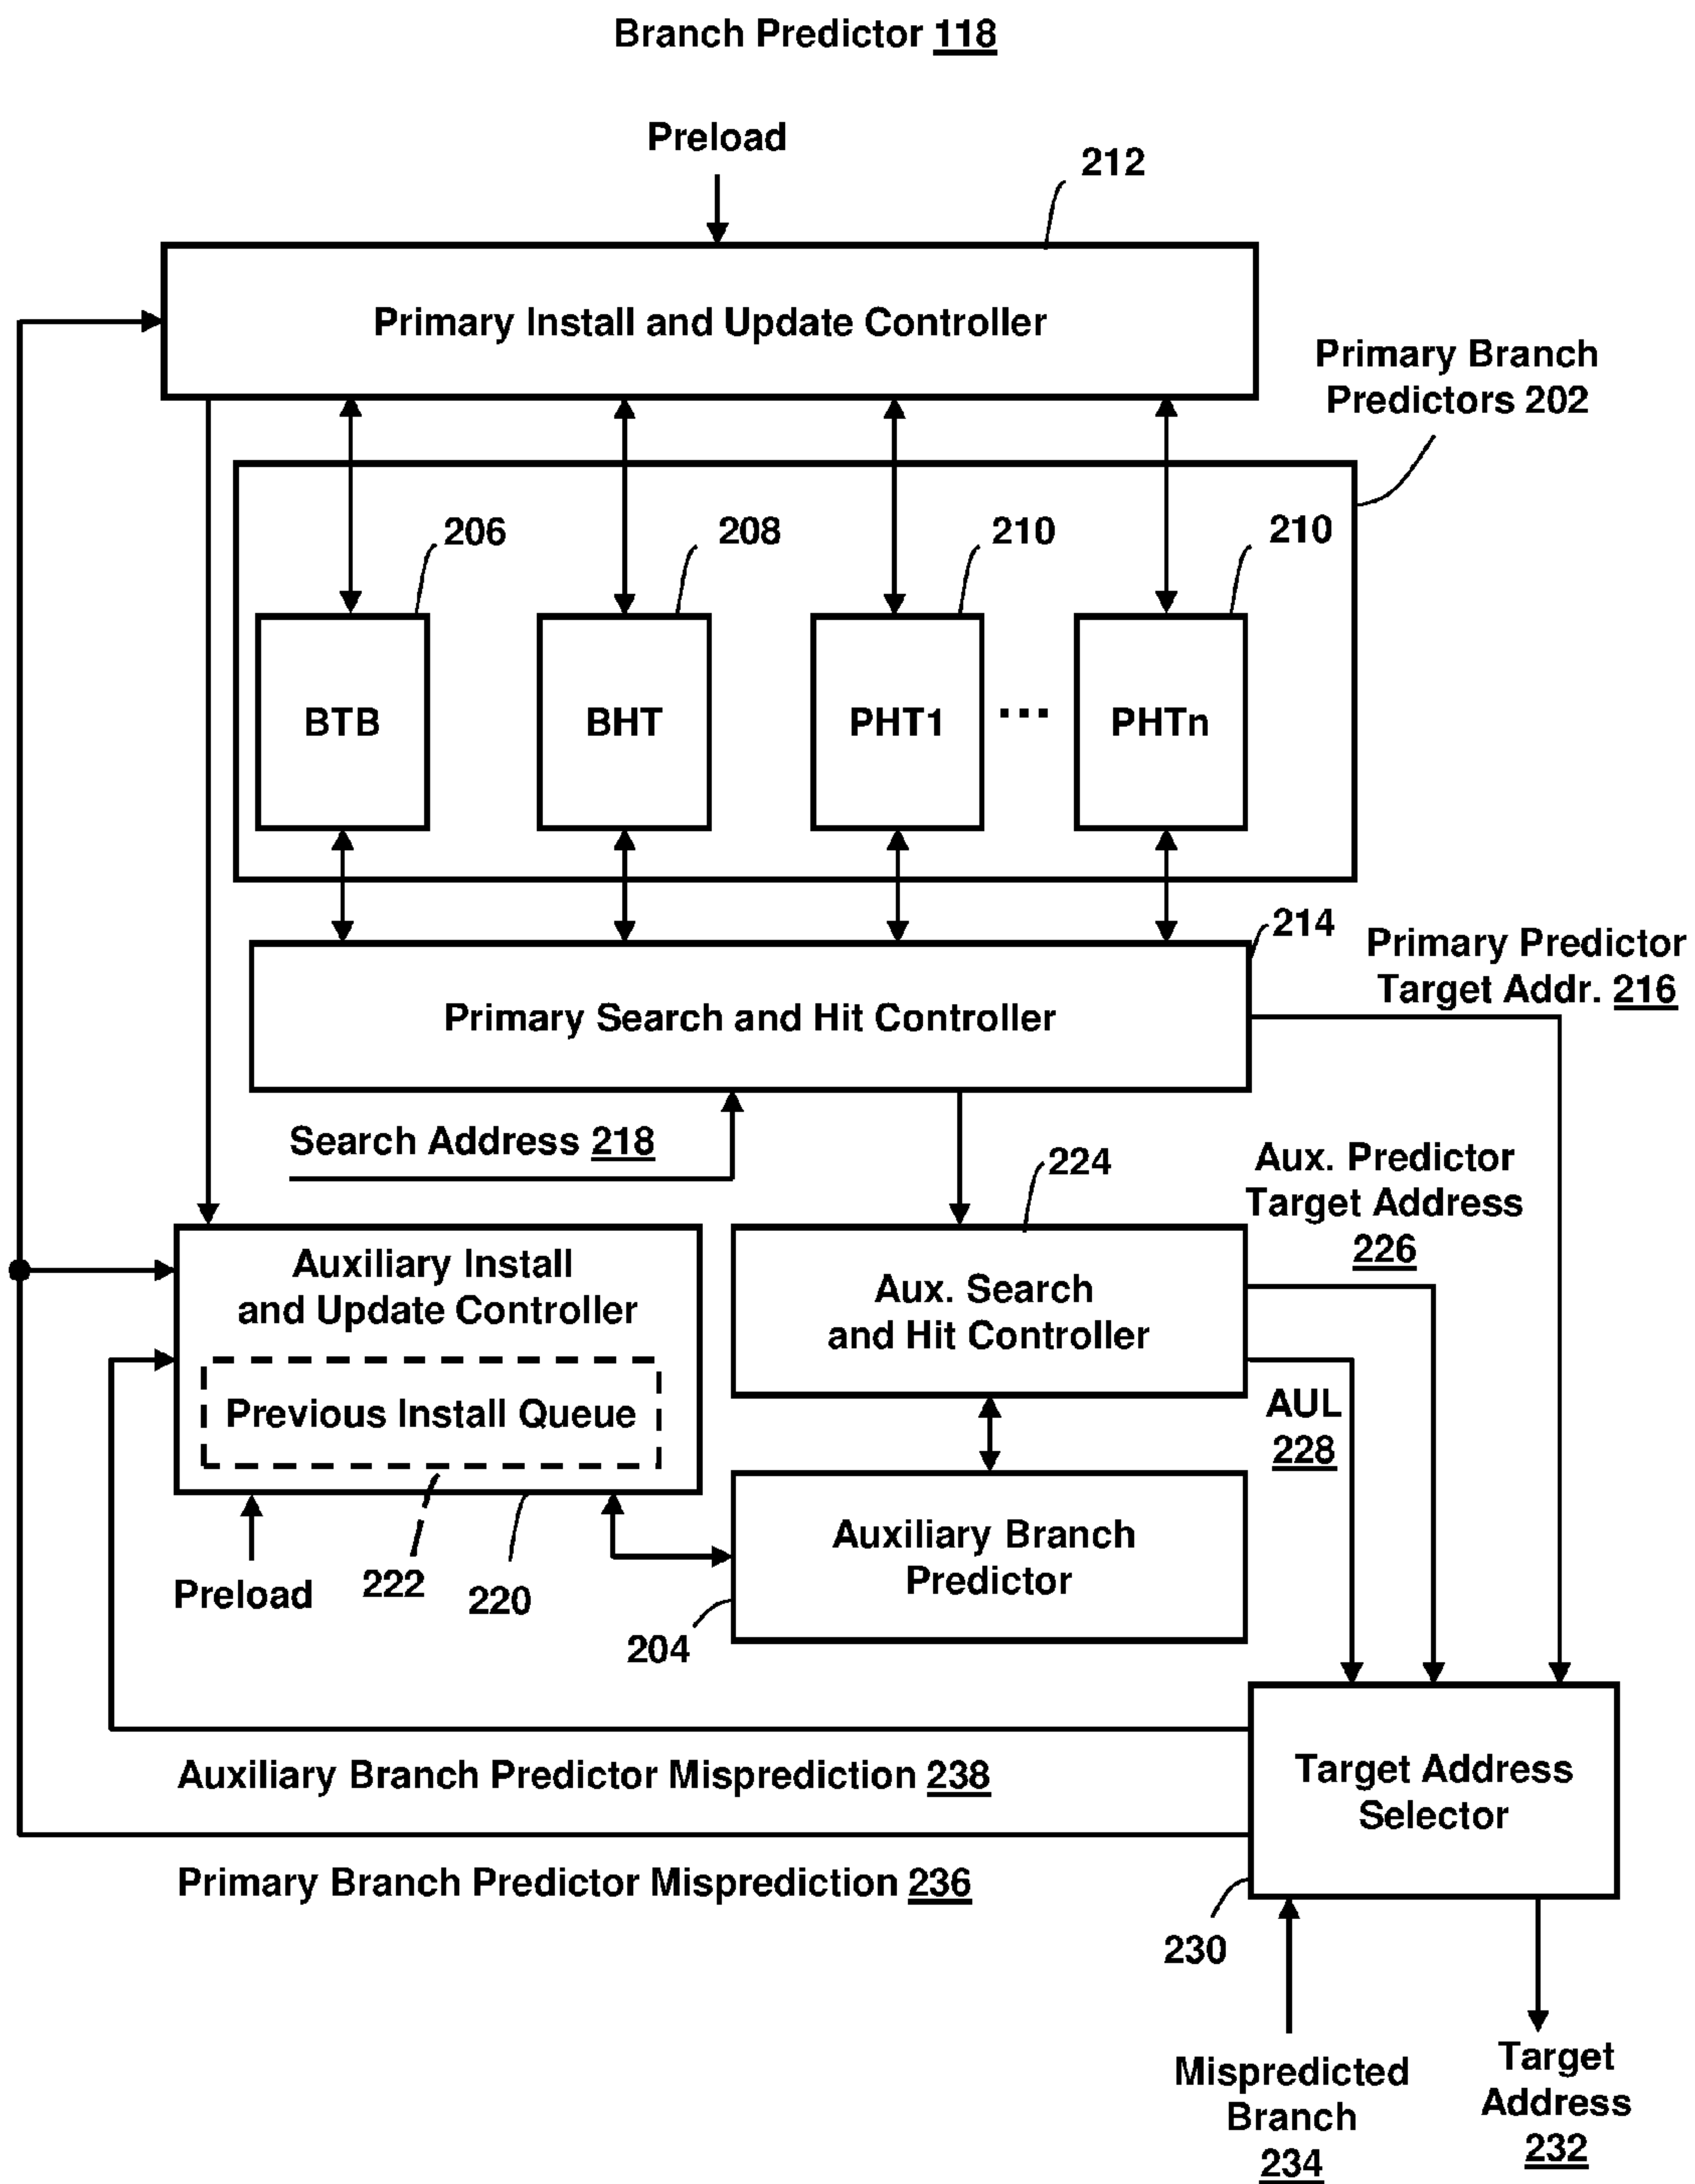 Branch Predictor 118
Preload
212
Primary Install and Update Controller
Primary Branch
Predictors 202
206
208
210
210
BTB
BHT
PHT1
...
PHTn
214
Primary Predictor
Target Addr. 216
Primary Search and Hit Controller
Search Address 218
224
Aux. Predictor
Target Address
226
Auxiliary Install
and Update Controller
Previous Install Queue
Aux. Search
and Hit Controller
AUL
228
Preload
222
220
Auxiliary Branch
Predictor
204
Auxiliary Branch Predictor Misprediction 238
Target Address
Selector
Primary Branch Predictor Misprediction 236
230
Mispredicted
Branch
234
Target
Address
232